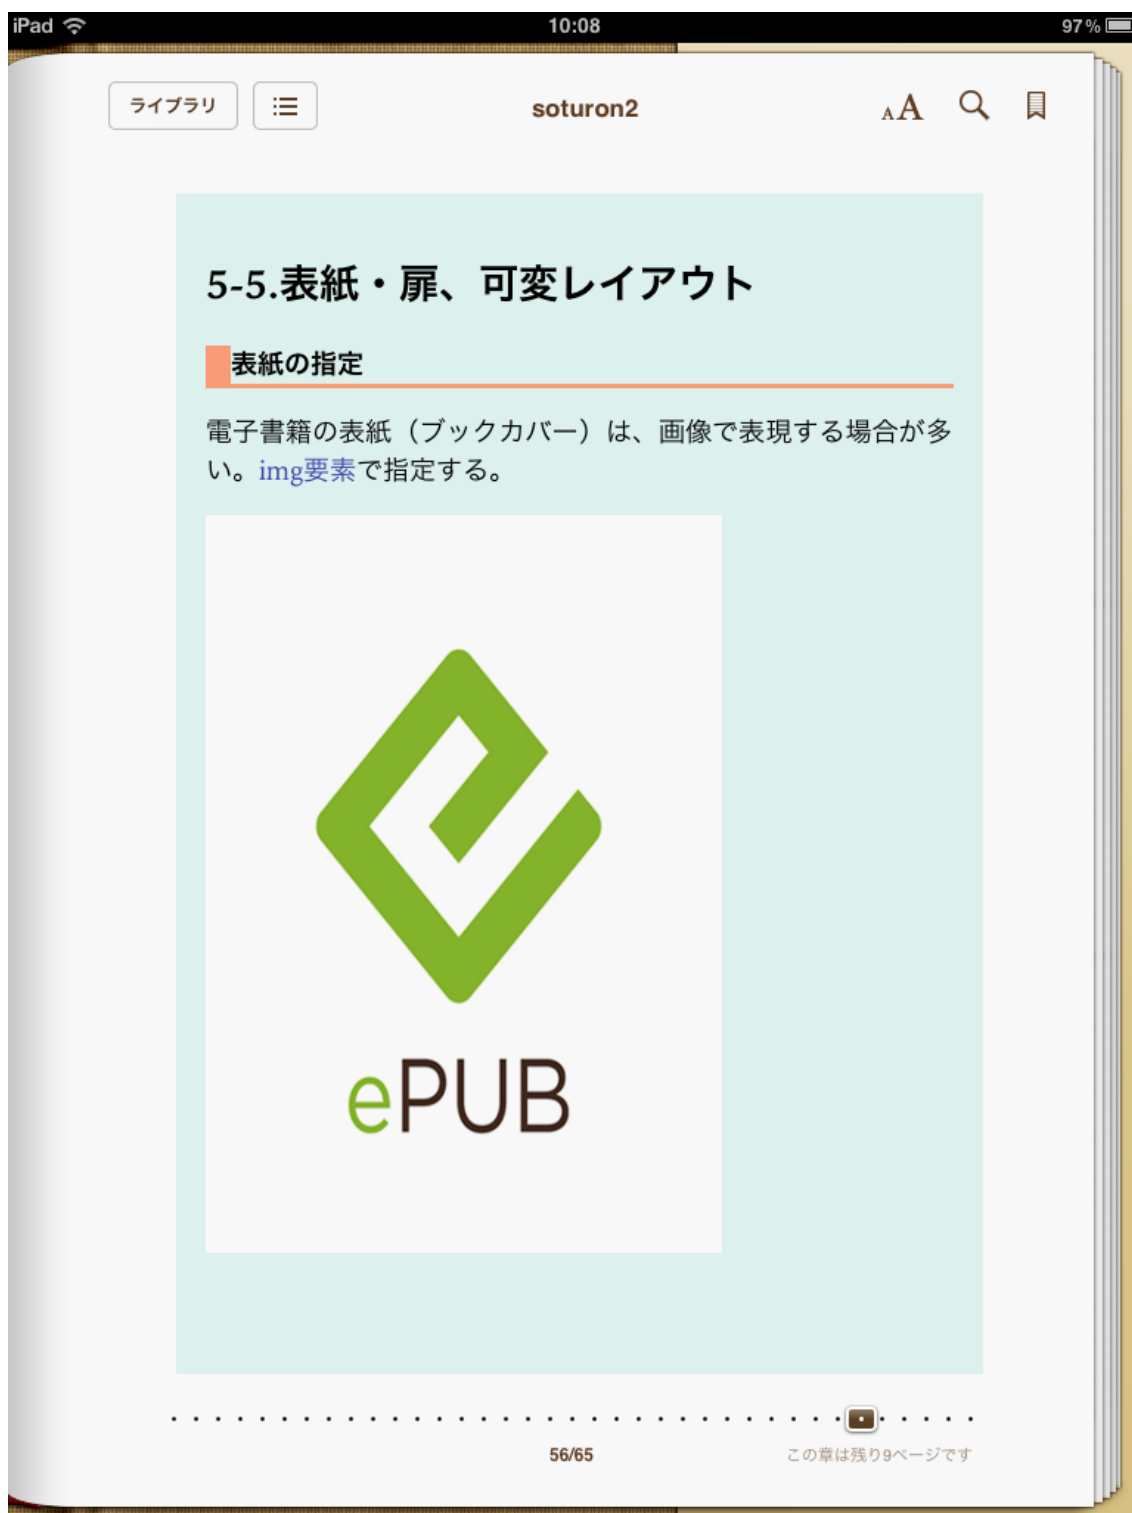 iPad 10:08 97%
ライブラリ soturon2 AA
5-5.表紙・扉、可変レイアウト
表紙の指定
電子書籍の表紙（ブックカバー）は、画像で表現する場合が多
い。img要素で指定する。
ePUB
56/65 この章は残り9ページです